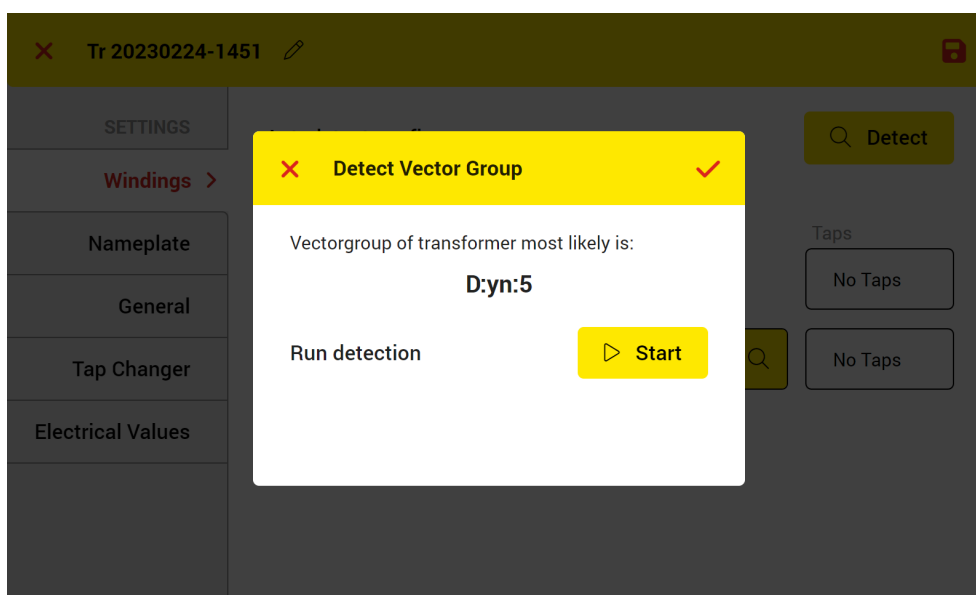 Tr 20230224-1451
SETTINGS
Detect
Windings
Detect Vector Group
Nameplate
Vectorgroup of transformer most likely is:
Taps
D:yn:5
No Taps
General
Run detection
Start
No Taps
Tap Changer
Electrical Values